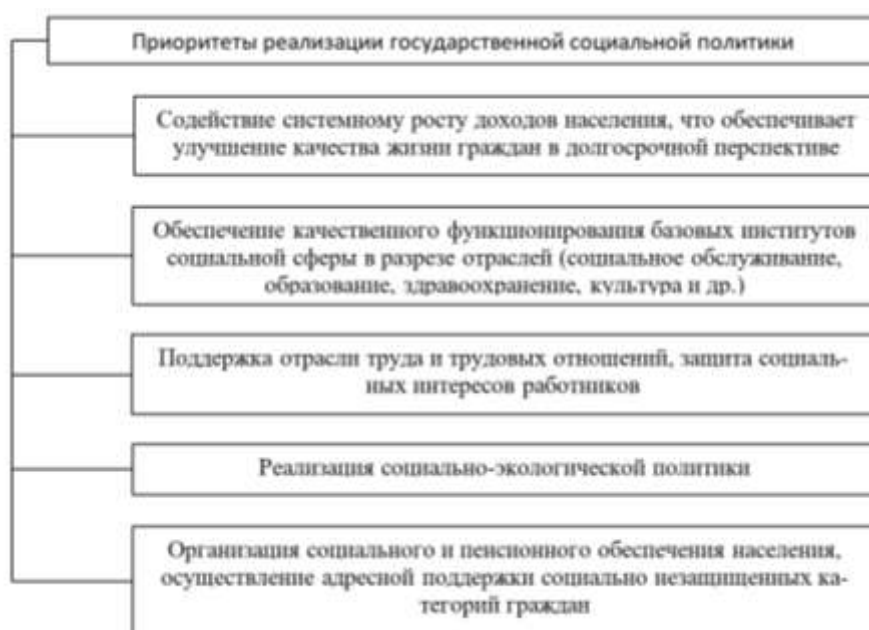 Приоритеты реализации государственной социальной политики
Содействие системному росту доходов населения, что обеспечивает
улучшение качества жизни граждан в долгосрочной перспективе
Обеспечение качественного функционирования базовых институтов
социальной сферы в разрезе отраслей (социальное обслуживание,
образование, здравоохранение, культура и др.)
Поддержка отрасли труда и трудовых отношений, защита социаль-
ных интересов работников
Реализация социально-экологической политики
Организация социального и пенсионного обеспечения населения,
осуществление адресной поддержки социально незащищенных ка-
тегорий граждан